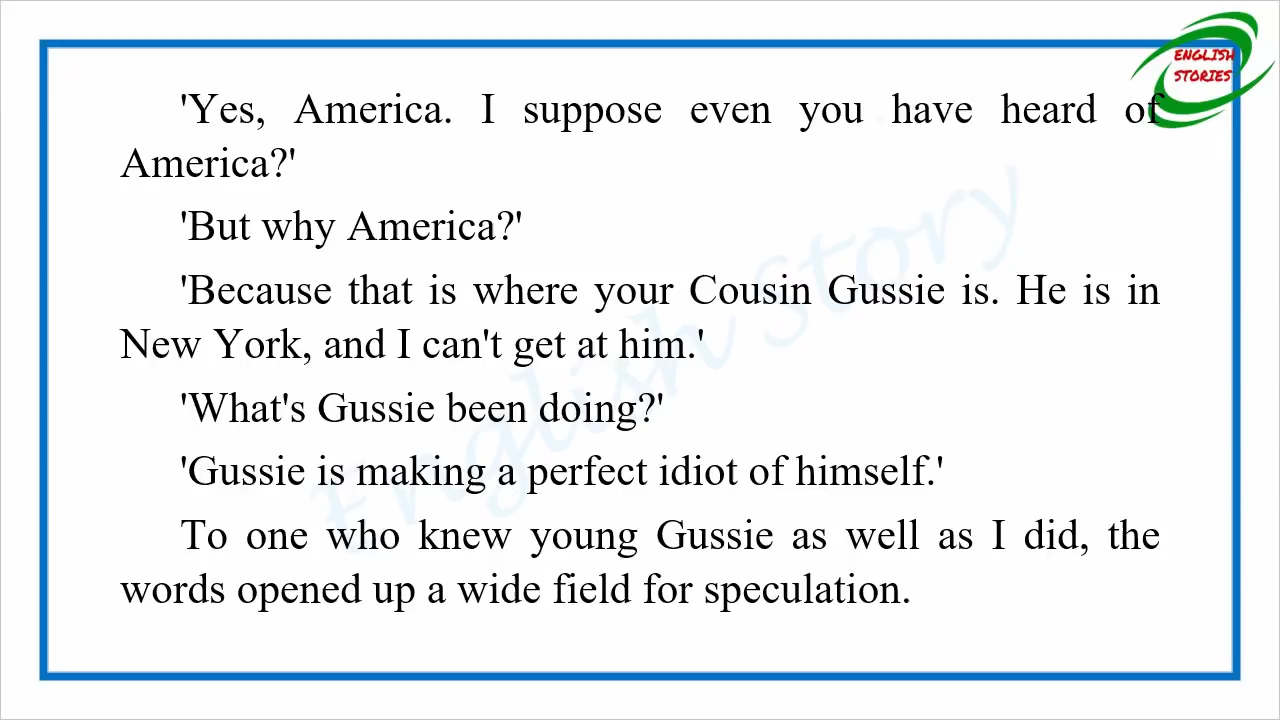 ENGLISH
STORIES
'Yes, America. I suppose even you have heard of
America?'
'But why America?'
'Because that is where your Cousin Gussie is. He is in
New York, and I can't get at him.'
'What's Gussie been doing?'
'Gussie is making a perfect idiot of himself.'
To one who knew young Gussie as well as I did, the
words opened up a wide field for speculation.
English Story